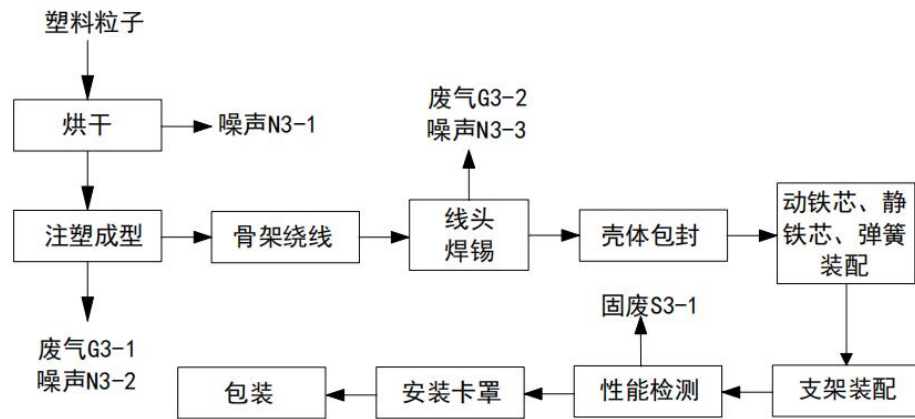 塑料粒子
烘干
噪声N3-1
注塑成型
废气G3-1
噪声N3-2
骨架绕线
废气G3-2
噪声N3-3
线头
焊锡
壳体包封
动铁芯、静
铁芯、弹簧
装配
支架装配
固废S3-1
性能检测
安装卡罩
包装